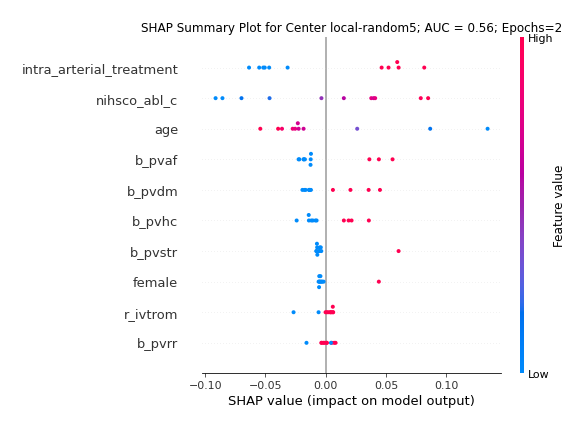 SHAP Summary Plot for Center local-random5; AUC = 0.56; Epochs=2
High
intra_arterial_treatment
nihsco_abl_c
age
b_pvaf
b_pvdm
b_pvhc
b_pvstr
female
r_ivtrom
b_pvrr
Feature value
Low
−0.10 −0.05 0.00 0.05 0.10
SHAP value (impact on model output)